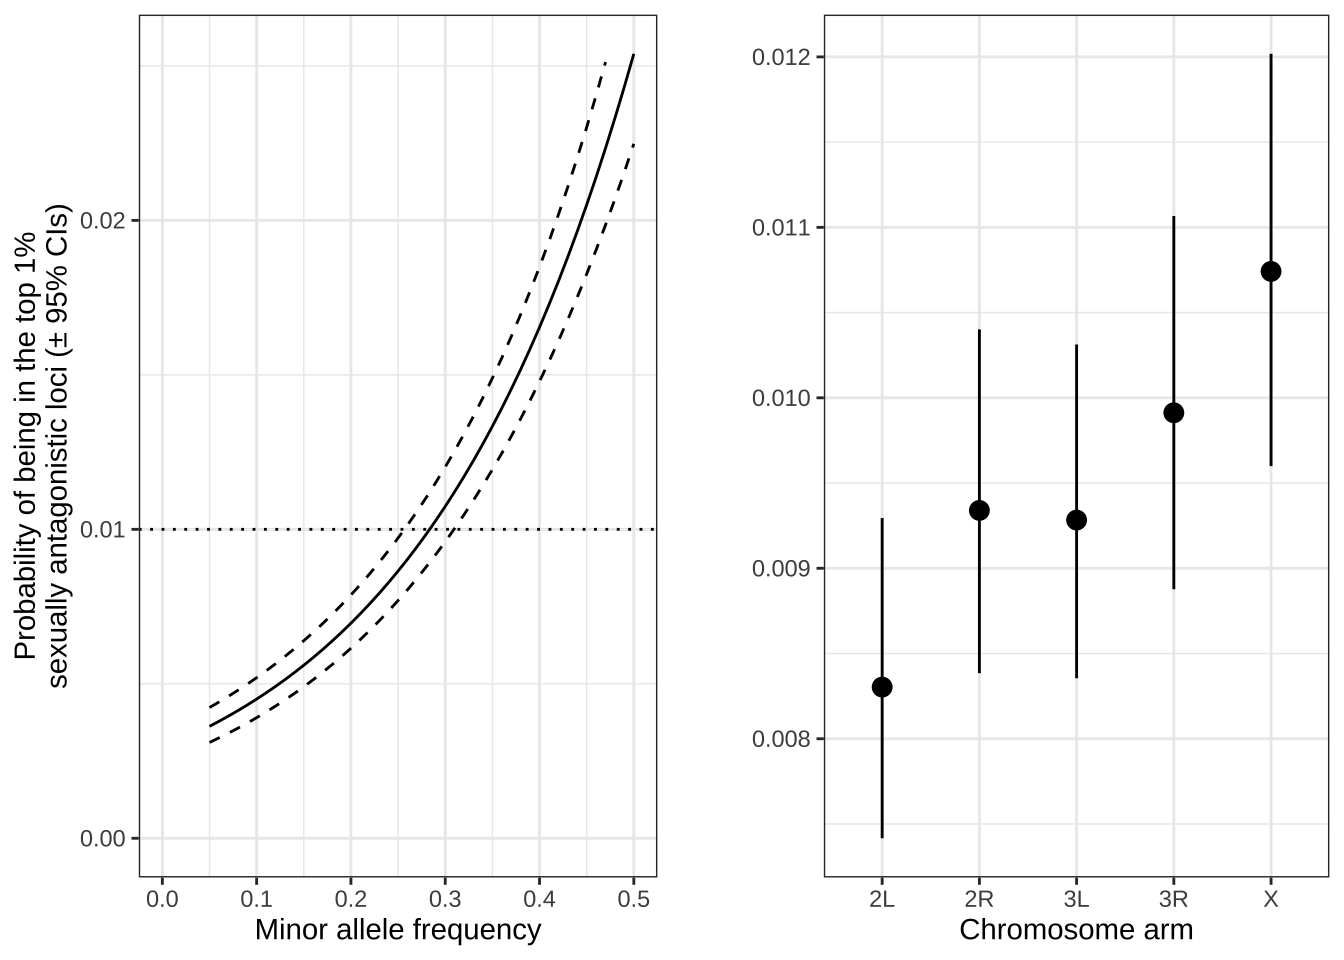 Probability of being in the top 1%
sexually antagonistic loci (± 95% CIs)
0.02
0.01
0.00
0.0 0.1 0.2 0.3 0.4 0.5
Minor allele frequency
0.012
0.011
0.010
0.009
0.008
2L 2R 3L 3R X
Chromosome arm